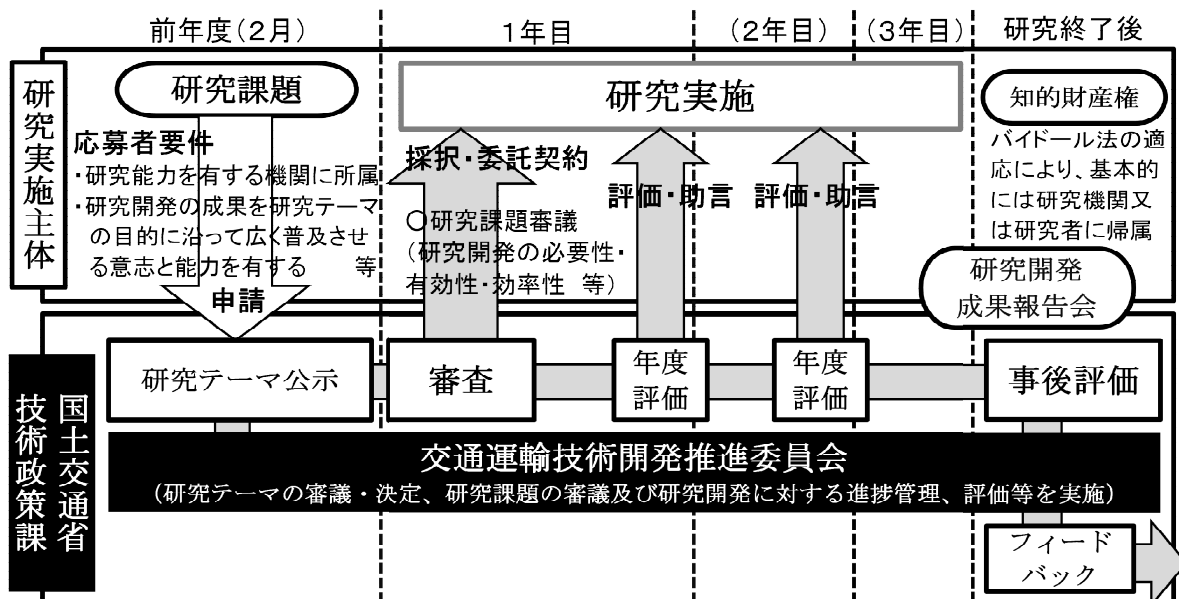 前年度(2月)
1年目
(2年目)
(3年目)
研究終了後
研究実施主体
研究課題
応募者要件
・研究能力を有する機関に所属
・研究開発の成果を研究テーマ
の目的に沿って広く普及させ
る意志と能力を有する　等
申請
研究実施
採択・委託契約
○研究課題審議
(研究開発の必要性・
有効性・効率性　等)
評価・助言
評価・助言
知的財産権
バイドール法の適
応により、基本的
には研究機関又
は研究者に帰属
研究開発
成果報告会
国土交通省
技術政策課
研究テーマ公示
審査
年度
評価
年度
評価
事後評価
交通運輸技術開発推進委員会
(研究テーマの審議・決定、研究課題の審議及び研究開発に対する進捗管理、評価等を実施)
フィード
バック